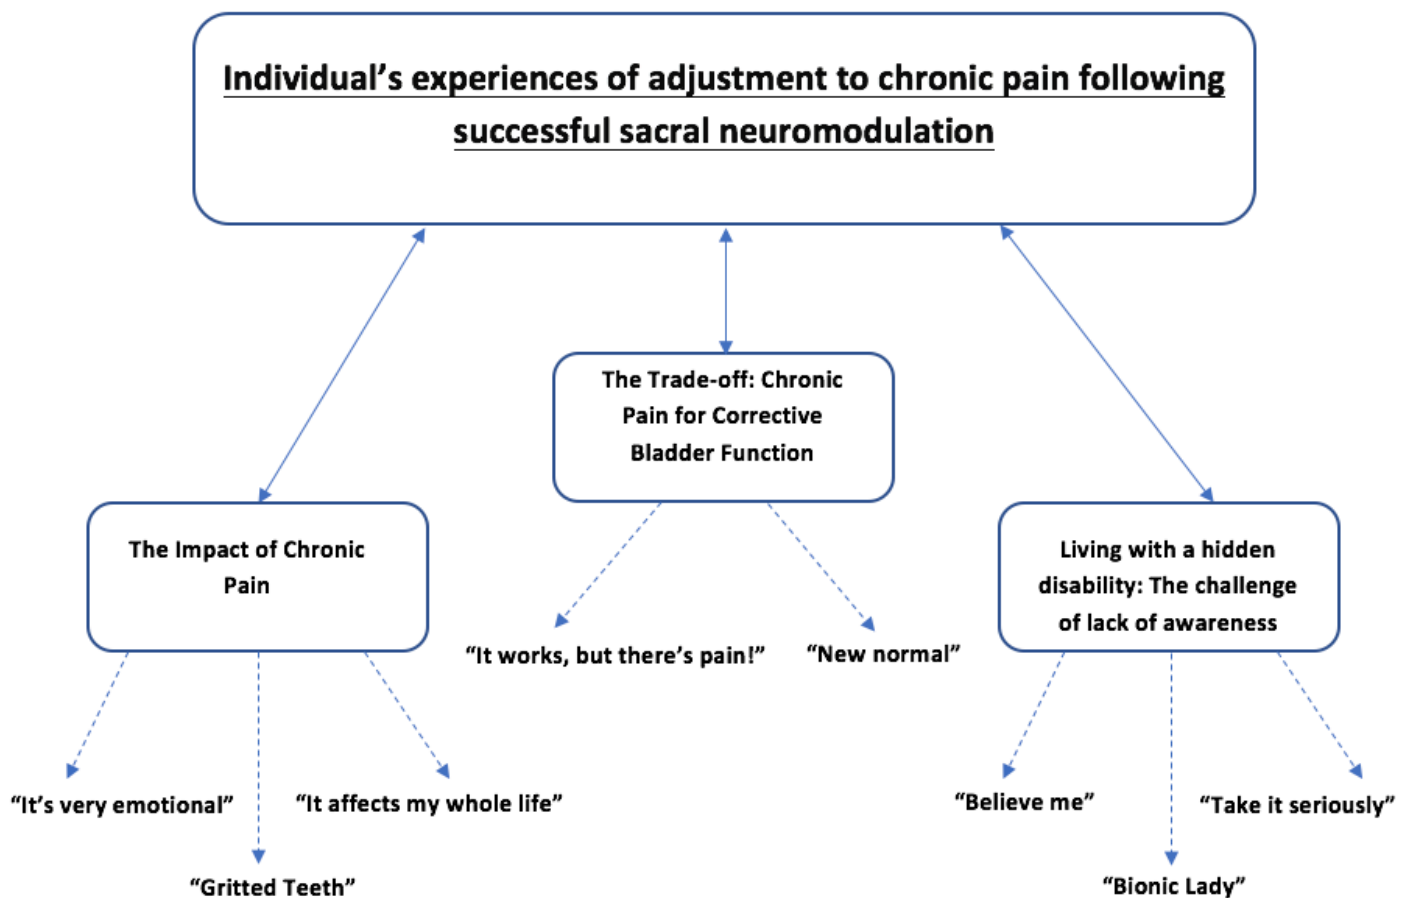 Individual’s experiences of adjustment to chronic pain following
successful sacral neuromodulation
The Trade-off: Chronic
Pain for Corrective
Bladder Function
The Impact of Chronic
Pain
Living with a hidden
disability: The challenge
of lack of awareness
“It works, but there’s pain!”
“New normal”
“It’s very emotional”
“It affects my whole life”
“Gritted Teeth”
“Believe me”
“Take it seriously”
“Bionic Lady”